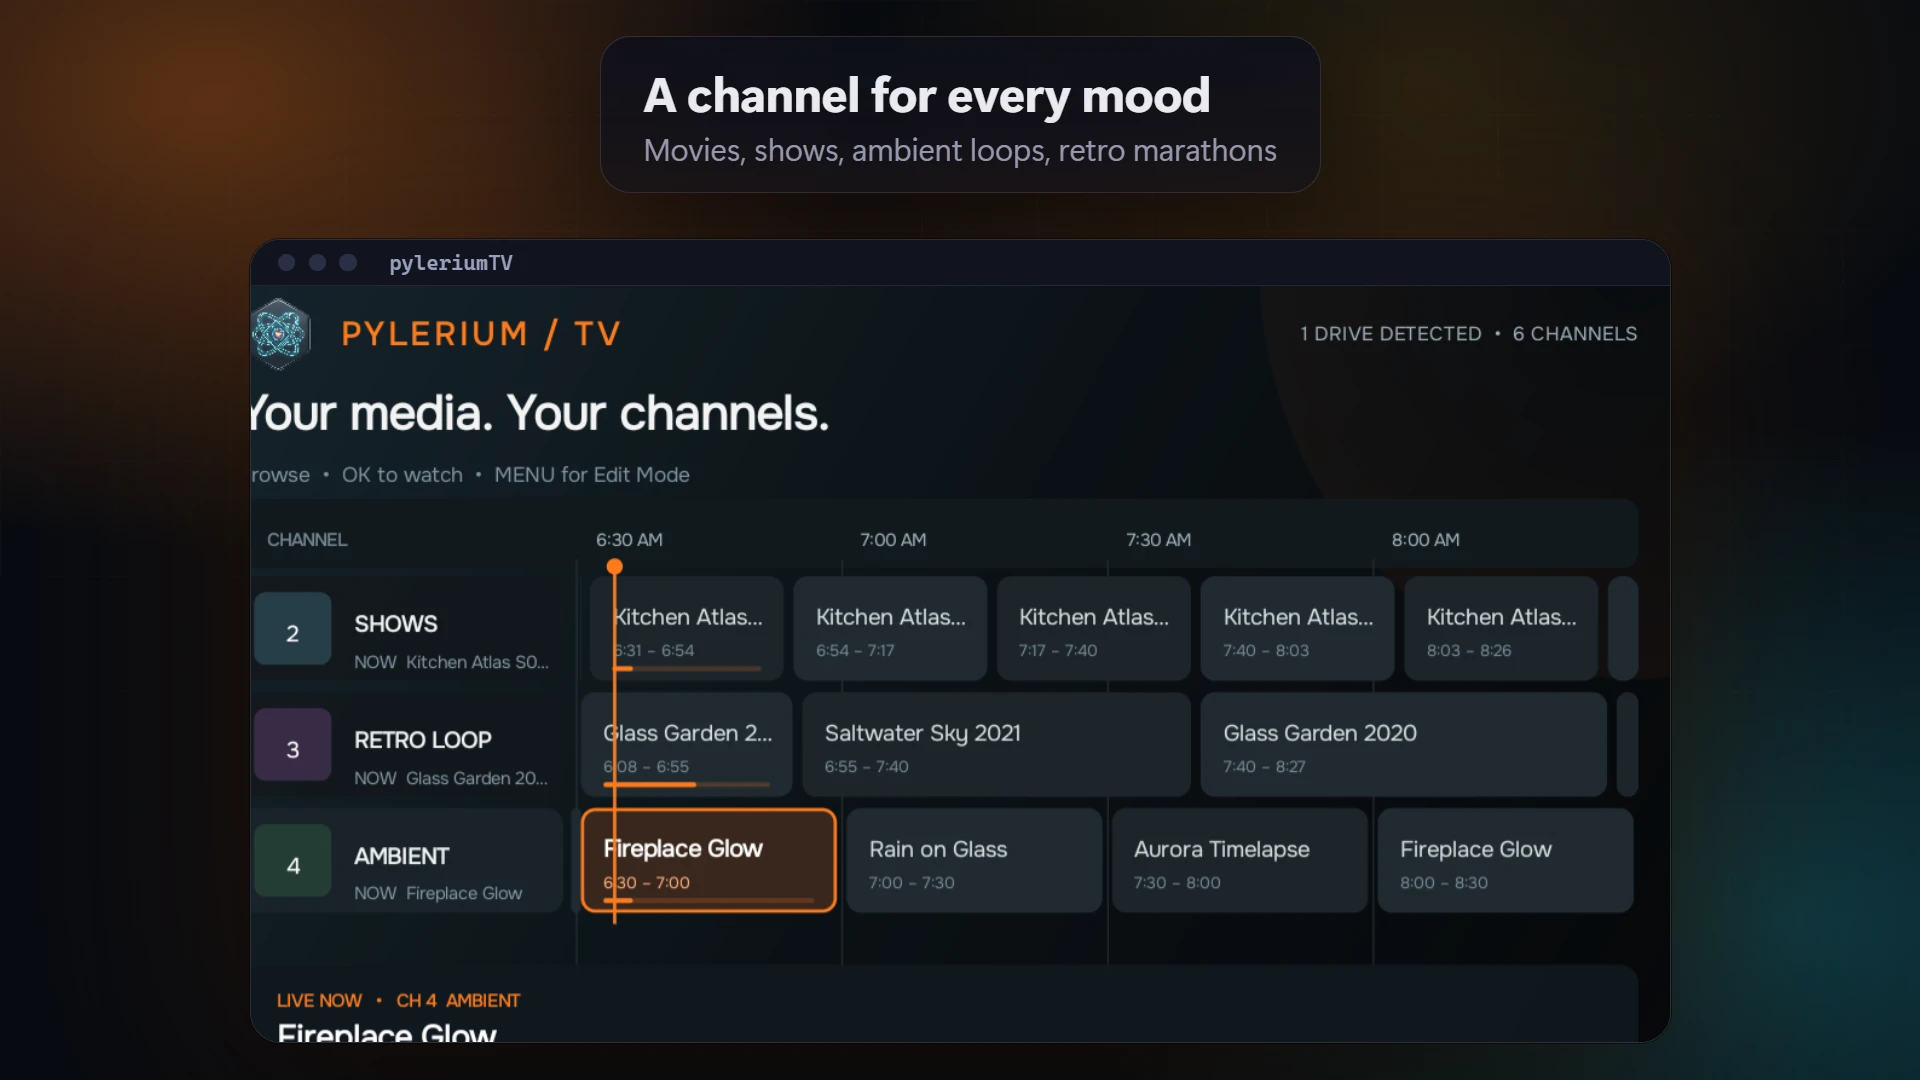 A channel for every mood
Movies, shows, ambient loops, retro marathons
pyleriumTV
PYLERIUM / TV
1 DRIVE DETECTED • 6 CHANNELS
Your media. Your channels.
rowse • OK to watch • MENU for Edit Mode
CHANNEL 6:30 AM 7:00 AM 7:30 AM 8:00 AM
2 SHOWS
NOW Kitchen Atlas S0...
Kitchen Atlas...
6:31 – 6:54
Kitchen Atlas...
6:54 – 7:17
Kitchen Atlas...
7:17 – 7:40
Kitchen Atlas...
7:40 – 8:03
Kitchen Atlas...
8:03 – 8:26
3 RETRO LOOP
NOW Glass Garden 20...
Glass Garden 2...
6:08 – 6:55
Saltwater Sky 2021
6:55 – 7:40
Glass Garden 2020
7:40 – 8:27
4 AMBIENT
NOW Fireplace Glow
Fireplace Glow
6:30 – 7:00
Rain on Glass
7:00 – 7:30
Aurora Timelapse
7:30 – 8:00
Fireplace Glow
8:00 – 8:30
LIVE NOW • CH 4 AMBIENT
Fireplace Glow